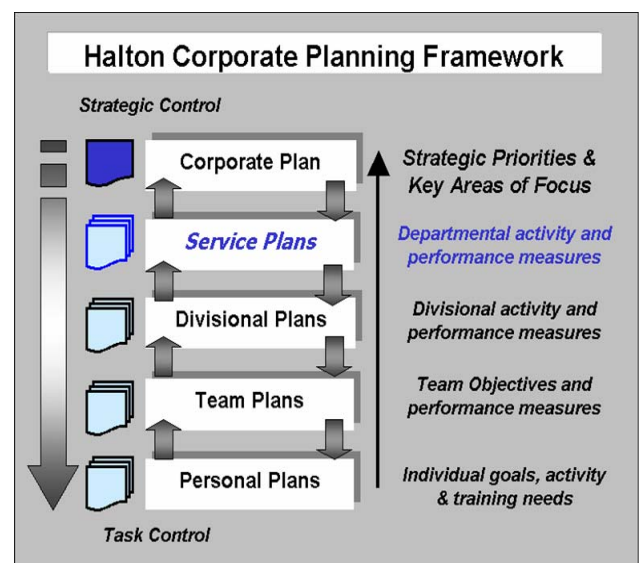 Halton Corporate Planning Framework
Strategic Control
Corporate Plan
Strategic Priorities &
Key Areas of Focus
Service Plans
Departmental activity and
performance measures
Divisional Plans
Divisional activity and
performance measures
Team Plans
Team Objectives and
performance measures
Personal Plans
Individual goals, activity
& training needs
Task Control